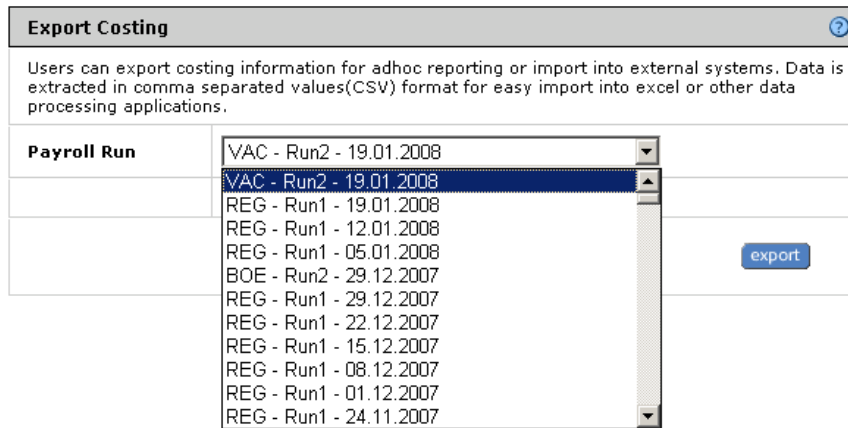 Export Costing
?
Users can export costing information for adhoc reporting or import into external systems. Data is
extracted in comma separated values(CSV) format for easy import into excel or other data
processing applications.
Payroll Run
VAC - Run2 - 19.01.2008
VAC - Run2 - 19.01.2008
REG - Run1 - 19.01.2008
REG - Run1 - 12.01.2008
REG - Run1 - 05.01.2008
BOE - Run2 - 29.12.2007
REG - Run1 - 29.12.2007
REG - Run1 - 22.12.2007
REG - Run1 - 15.12.2007
REG - Run1 - 08.12.2007
REG - Run1 - 01.12.2007
REG - Run1 - 24.11.2007
export